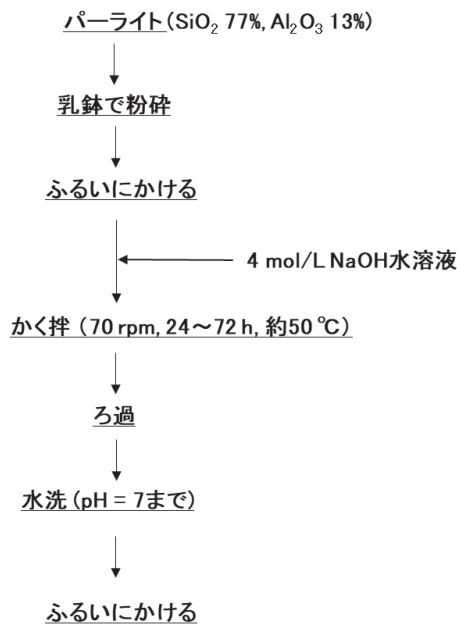 パーライト(SiO₂ 77%, Al₂O₃ 13%)
乳鉢で粉砕
ふるいにかける
4 mol/L NaOH水溶液
かく拌 (70 rpm, 24～72 h, 約50 ℃)
ろ過
水洗 (pH = 7まで)
ふるいにかける